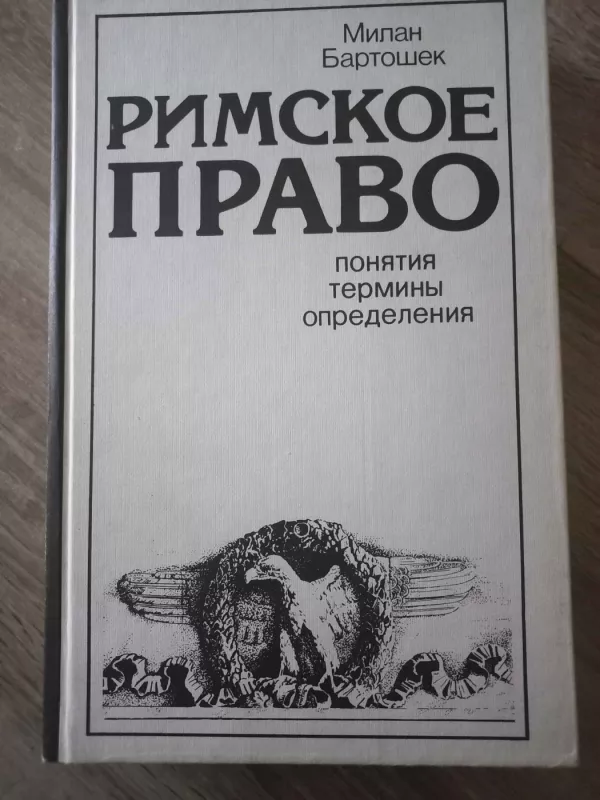 Милан
Бартошек
РИМСКОЕ
ПРАВО
понятия
термины
определения